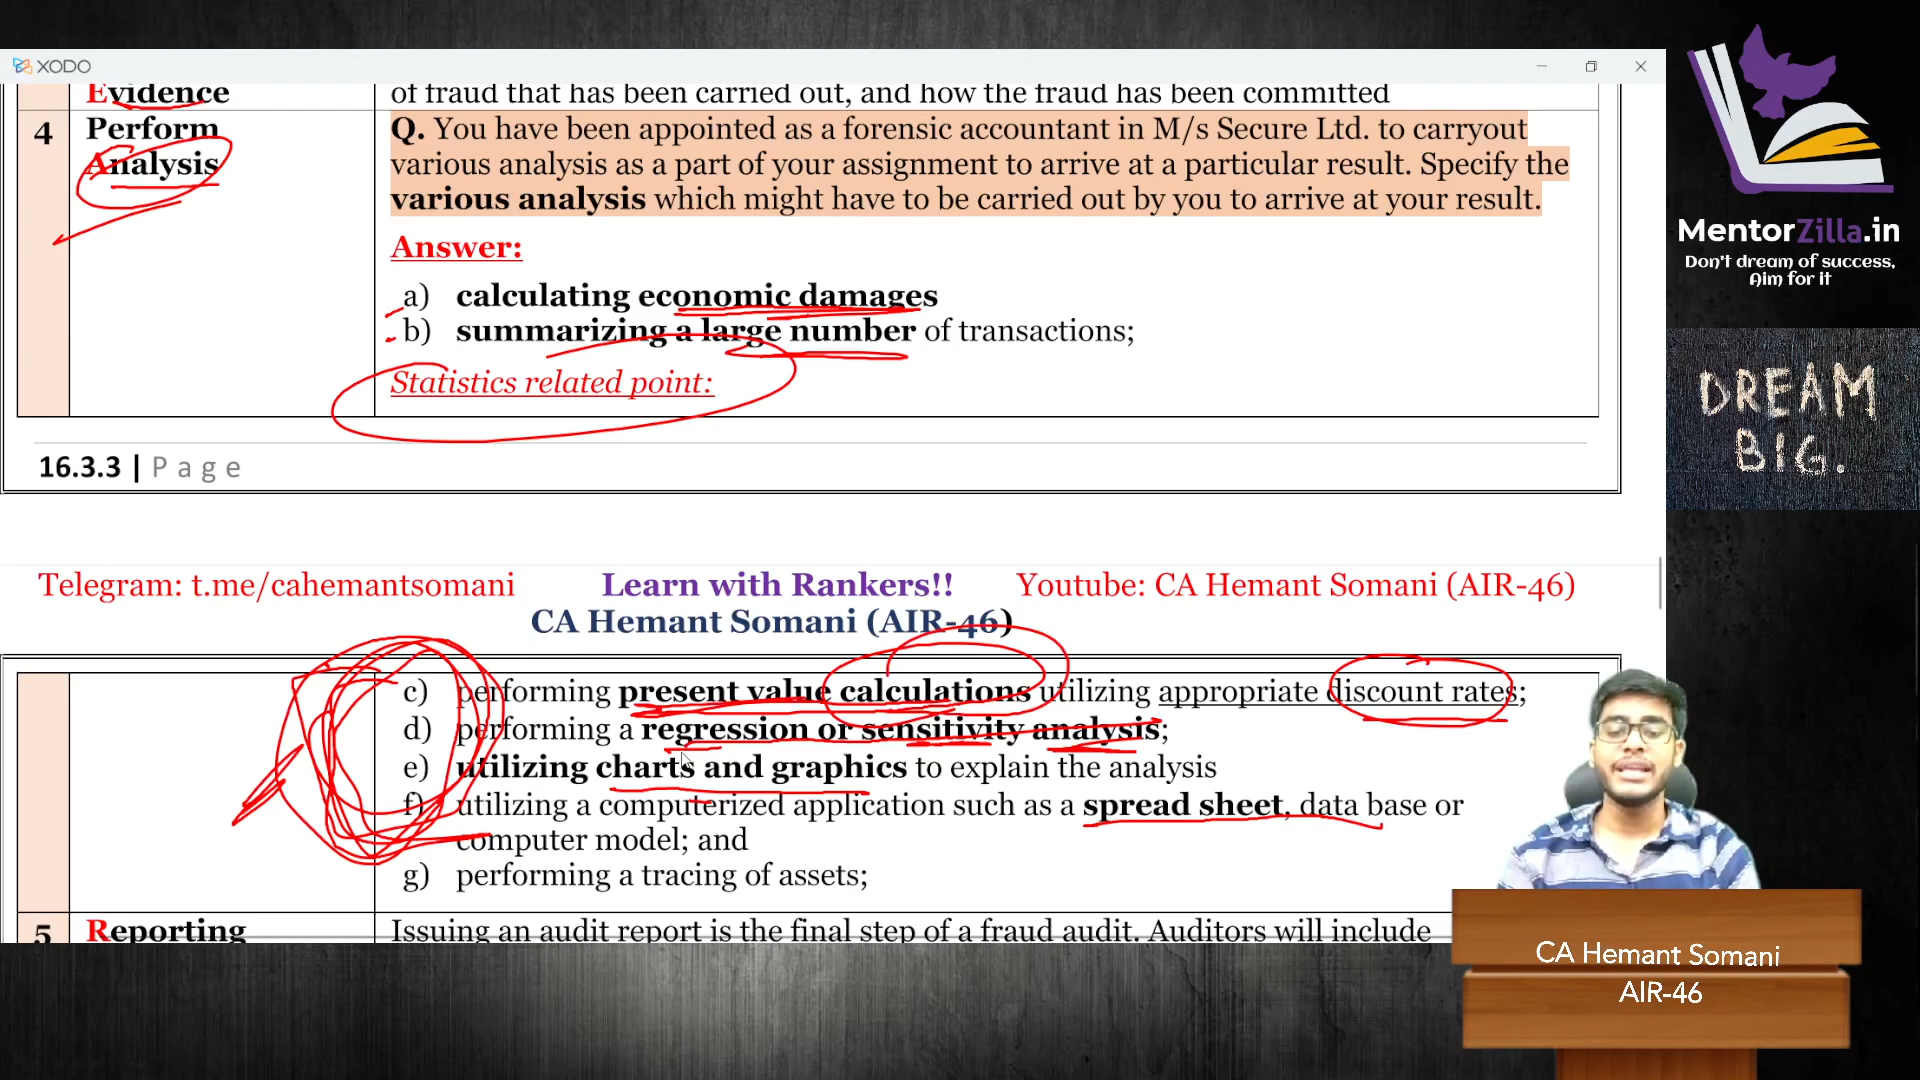 XODO
Evidence
of fraud that has been carried out, and how the fraud has been committed
4
Perform
Analysis
Q. You have been appointed as a forensic accountant in M/s Secure Ltd. to carryout
various analysis as a part of your assignment to arrive at a particular result. Specify the
various analysis which might have to be carried out by you to arrive at your result.
Answer:
a) calculating economic damages
b) summarizing a large number of transactions;
Statistics related point:
16.3.3 | Page
Telegram: t.me/cahemantsomani
Learn with Rankers!!
Youtube: CA Hemant Somani (AIR-46)
CA Hemant Somani (AIR-46)
c) performing present value calculations utilizing appropriate discount rates;
d) performing a regression or sensitivity analysis;
e) utilizing charts and graphics to explain the analysis
f) utilizing a computerized application such as a spread sheet, data base or
computer model; and
g) performing a tracing of assets;
5
Reporting
Issuing an audit report is the final step of a fraud audit. Auditors will include
MentorZilla.in
Don't dream of success,
Aim for it
DREAM
BIG.
CA Hemant Somani
AIR-46